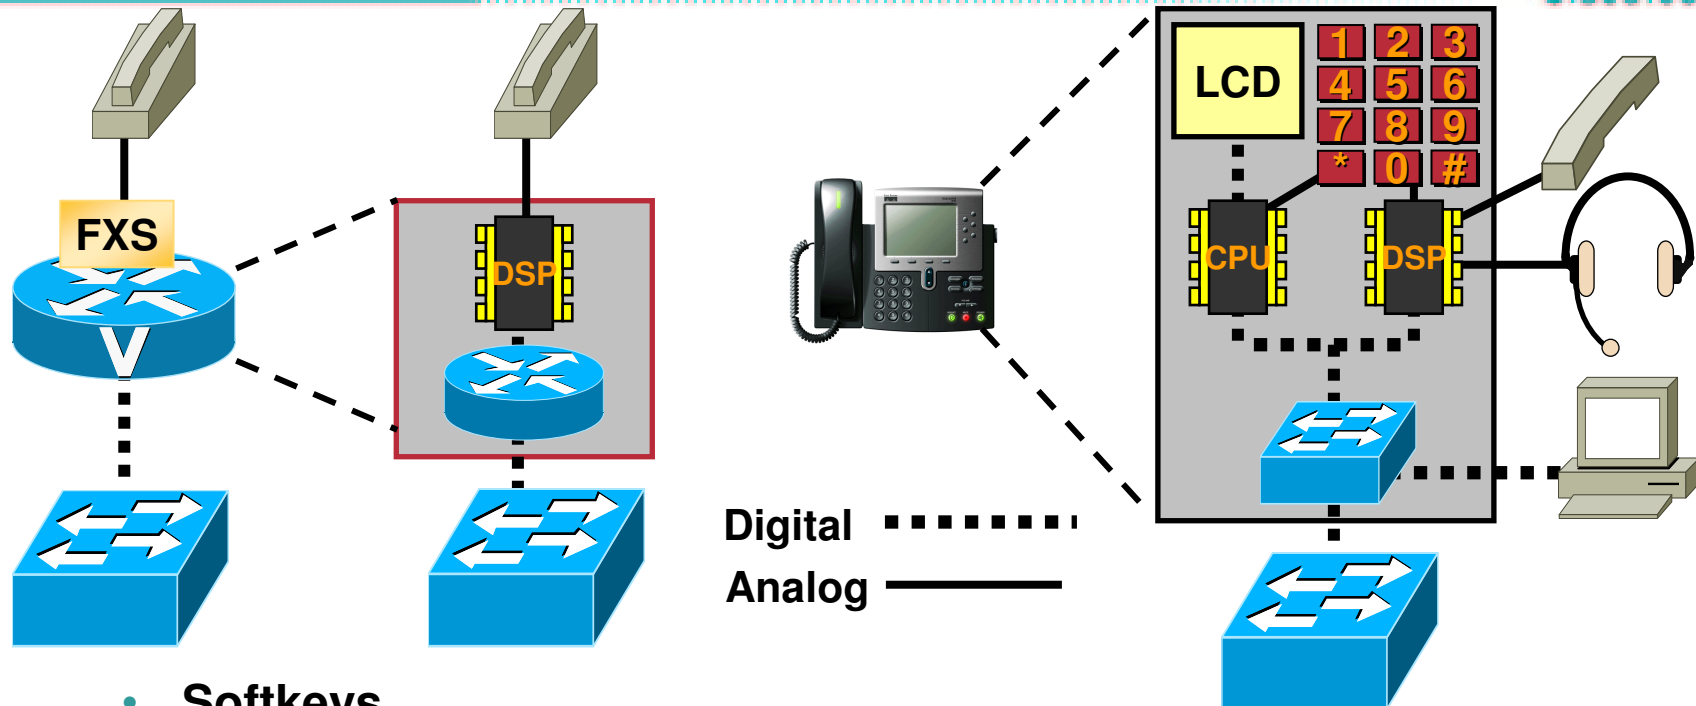 FXS
V
DSP
LCD
1 2 3
4 5 6
7 8 9
* 0 #
CPU
DSP
Digital
Analog
• Softkeys